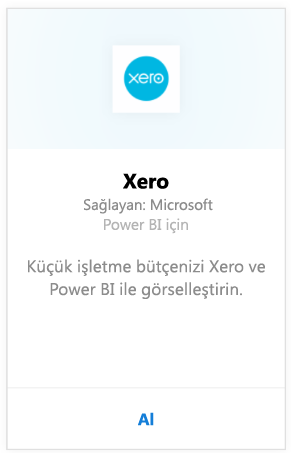 xero
Xero
Sağlayan: Microsoft
Power BI için
Küçük işletme bütçenizi Xero ve
Power BI ile görselleştirin.
Al